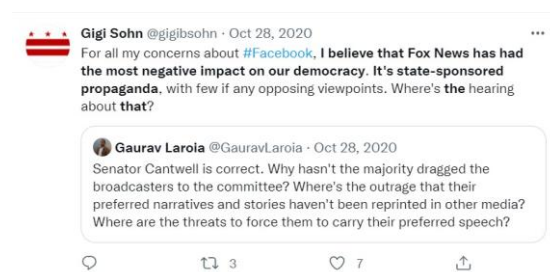 Gigi Sohn @gigibsohn · Oct 28, 2020
For all my concerns about #Facebook, I believe that Fox News has had
the most negative impact on our democracy. It's state-sponsored
propaganda, with few if any opposing viewpoints. Where's the hearing
about that?
Gaurav Laroia @GauravLaroia · Oct 28, 2020
Senator Cantwell is correct. Why hasn't the majority dragged the
broadcasters to the committee? Where's the outrage that their
preferred narratives and stories haven't been reprinted in other media?
Where are the threats to force them to carry their preferred speech?
3 7